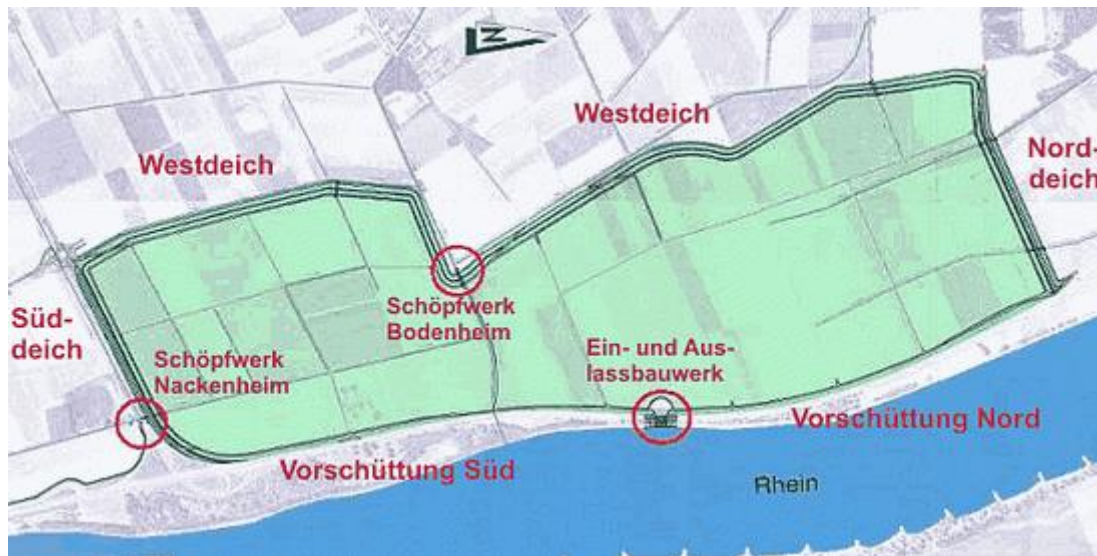 N
Westdeich
Westdeich
Nord-
deich
Süd-
deich
Schöpfwerk
Bodenheim
Schöpfwerk
Nackenheim
Ein- und Aus-
lassbauwerk
Vorschüttung Nord
Vorschüttung Süd
Rhein